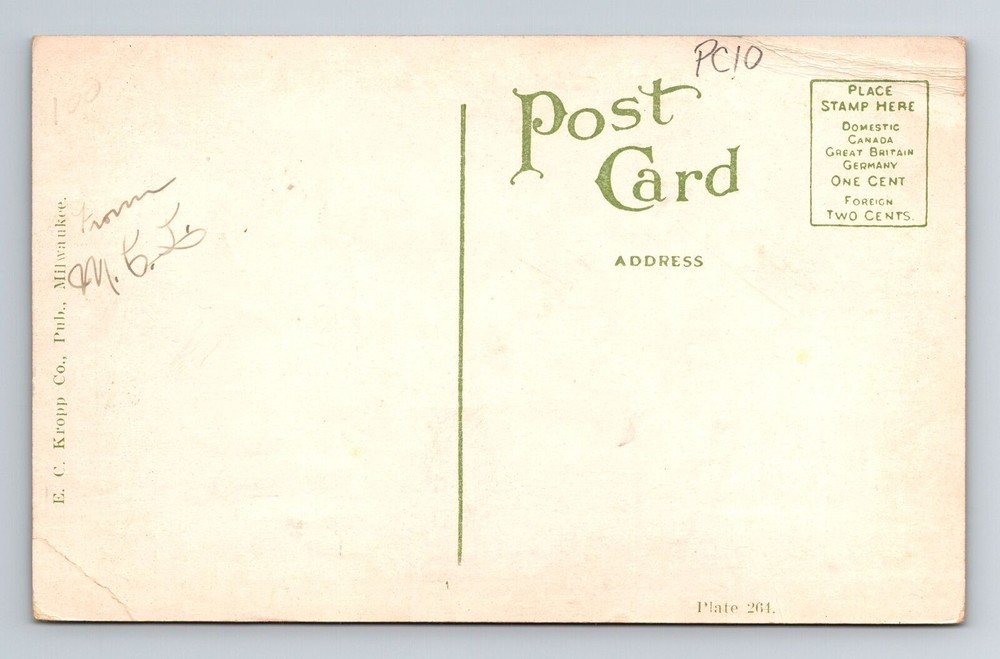 PC10
100
From
M. C. L.
E. C. Kropp Co., Pub., Milwaukee.
Post
Card
PLACE
STAMP HERE
DOMESTIC
CANADA
GREAT BRITAIN
GERMANY
ONE CENT
FOREIGN
TWO CENTS.
ADDRESS
Plate 264.